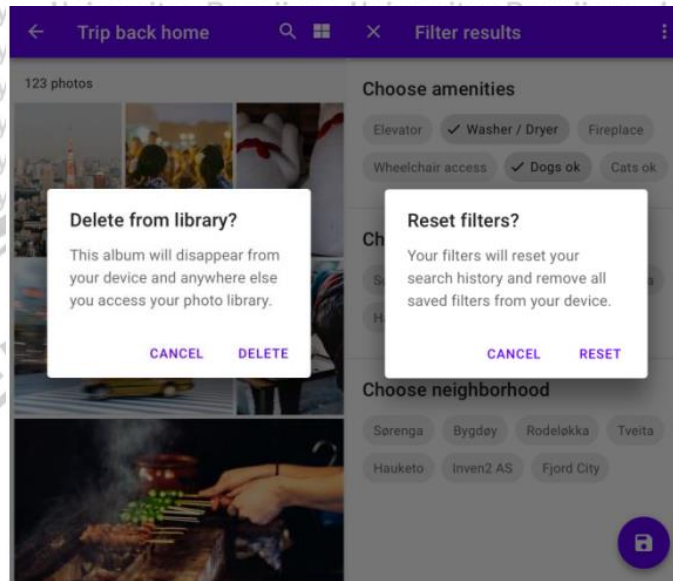 Trip back home
123 photos
Delete from library?
This album will disappear from
your device and anywhere else
you access your photo library.
CANCEL DELETE
Filter results
Choose amenities
Elevator Washer / Dryer Fireplace
Wheelchair access Dogs ok Cats ok
Reset filters?
Your filters will reset your
search history and remove all
saved filters from your device.
CANCEL RESET
Choose neighborhood
Sørenga Bygdøy Rodeløkka Tveita
Hauketo Inven2 AS Fjord City